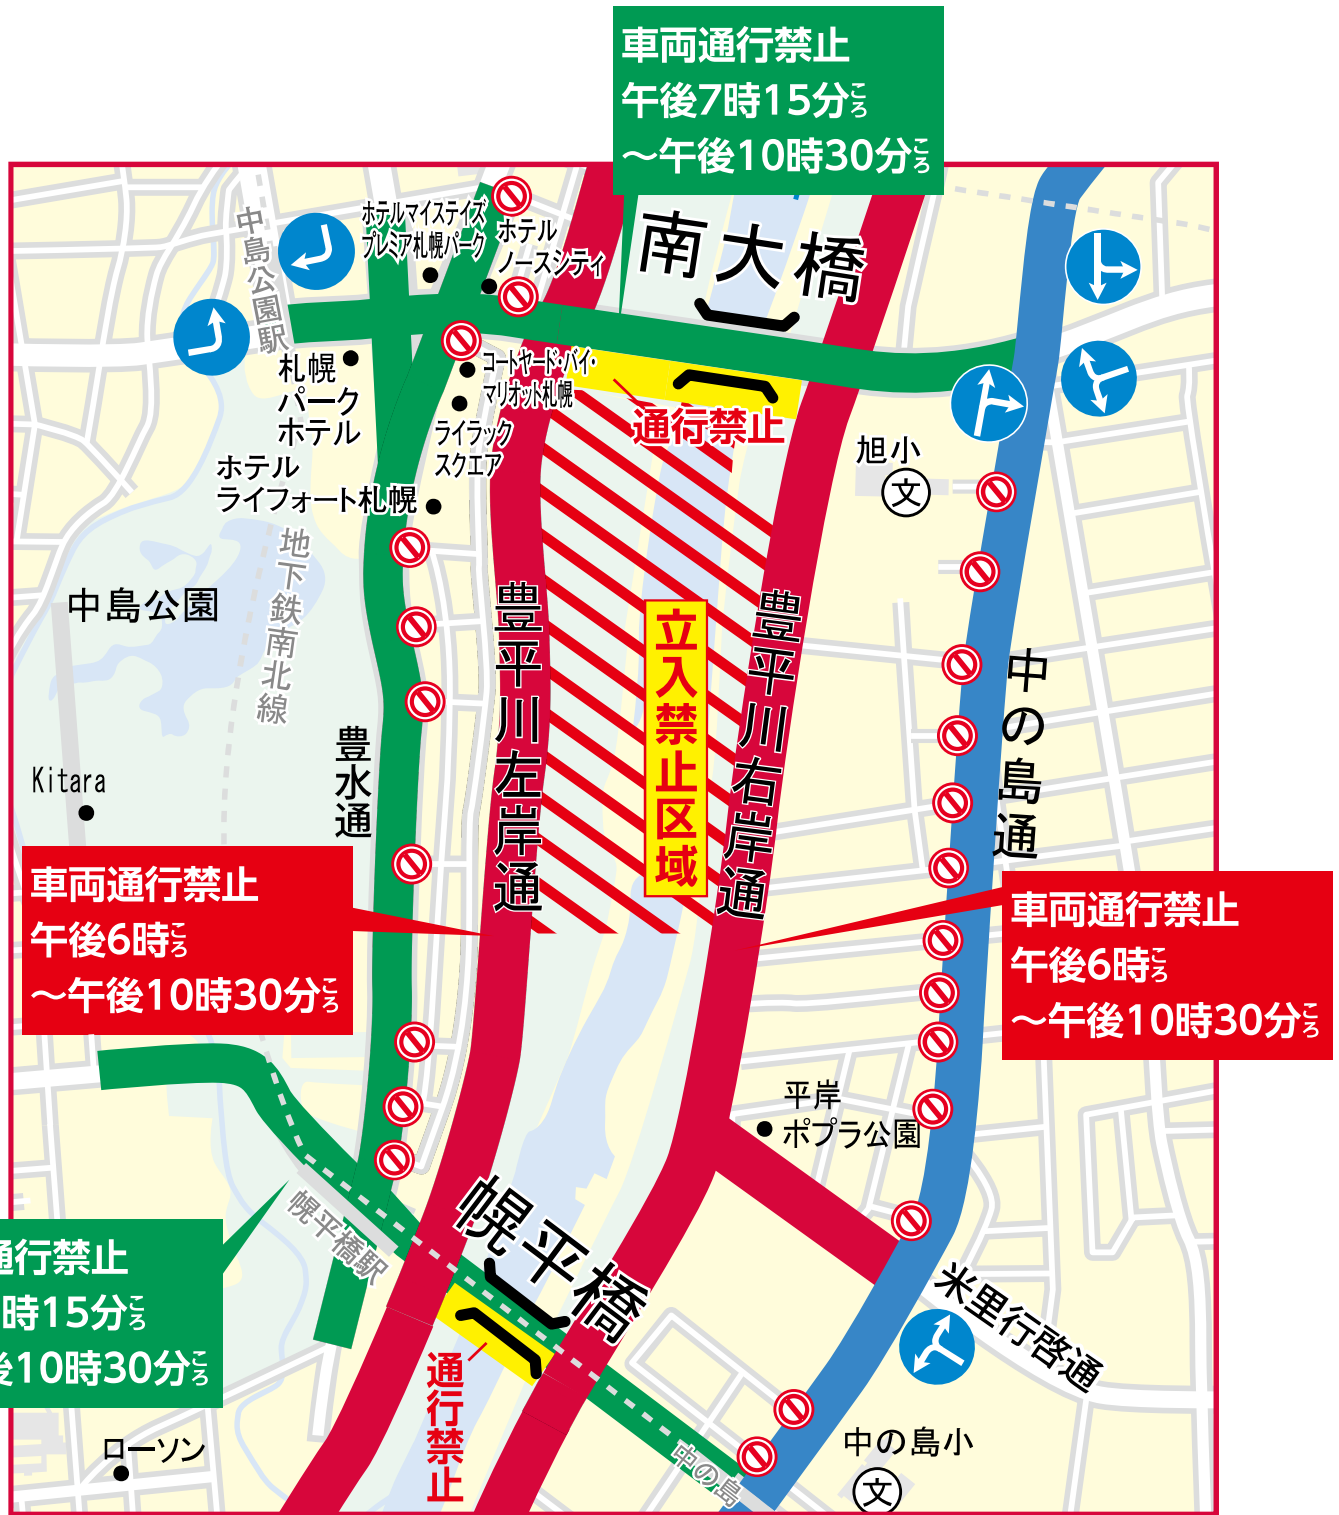 車両通行禁止
午後7時15分ころ
～午後10時30分ころ
中島公園駅
ホテルマイステイズ
プレミア札幌パーク
ホテル
ノースシティ
南大橋
札幌
パーク
ホテル
コートヤード・バイ・
マリオット札幌
ライラック
スクエア
通行禁止
旭小
文
ホテル
ライフォート札幌
地下鉄南北線
中島公園
豊平川左岸通
立入禁止区域
豊平川右岸通
中の島通
Kitara
豊水通
車両通行禁止
午後6時ころ
～午後10時30分ころ
車両通行禁止
午後6時ころ
～午後10時30分ころ
平岸
ポプラ公園
幌平橋駅
幌平橋
通行禁止
時15分ころ
後10時30分ころ
米里行啓通
通行禁止
ローソン
中の島
中の島小
文